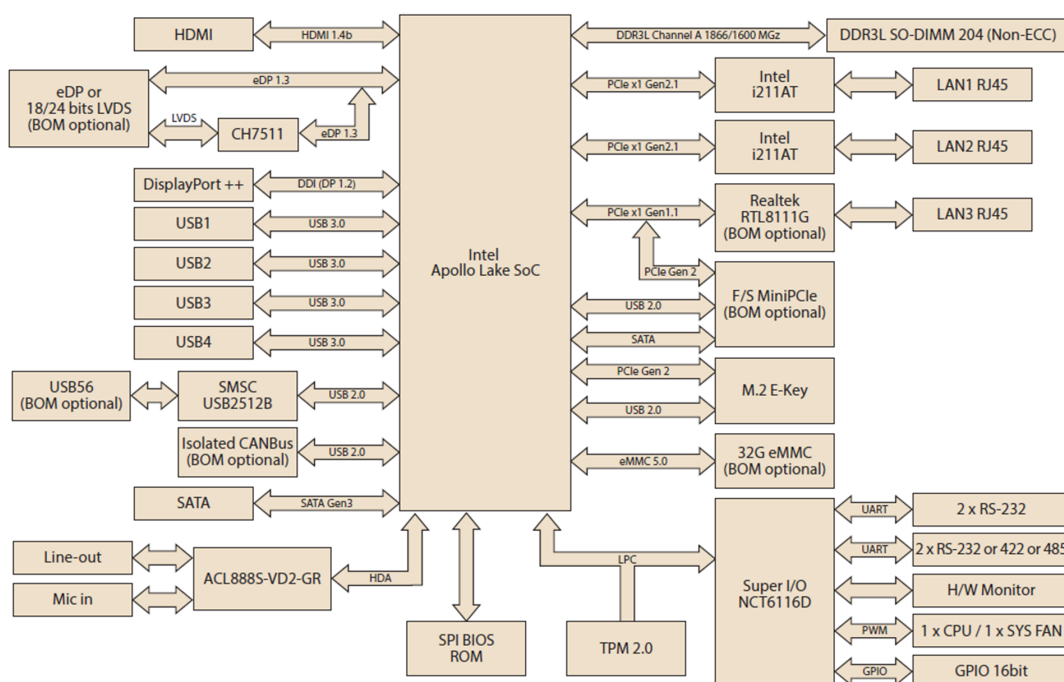 HDMI
HDMI 1.4b
eDP or
18/24 bits LVDS
(BOM optional)
eDP 1.3
LVDS
CH7511
eDP 1.3
DisplayPort ++
DDI (DP 1.2)
USB1
USB 3.0
USB2
USB 3.0
USB3
USB 3.0
USB4
USB 3.0
USB56
(BOM optional)
SMSC
USB2512B
USB 2.0
Isolated CANBus
(BOM optional)
USB 2.0
SATA
SATA Gen3
Line-out
Mic in
ACL888S-VD2-GR
HDA
Intel
Apollo Lake SoC
SPI BIOS
ROM
TPM 2.0
LPC
DDR3L Channel A 1866/1600 MGz
DDR3L SO-DIMM 204 (Non-ECC)
PCIe x1 Gen2.1
Intel
i211AT
LAN1 RJ45
PCIe x1 Gen2.1
Intel
i211AT
LAN2 RJ45
PCIe x1 Gen1.1
Realtek
RTL8111G
(BOM optional)
LAN3 RJ45
PCIe Gen 2
USB 2.0
SATA
F/S MiniPCIe
(BOM optional)
PCIe Gen 2
USB 2.0
M.2 E-Key
eMMC 5.0
32G eMMC
(BOM optional)
Super I/O
NCT6116D
UART
2 x RS-232
UART
2 x RS-232 or 422 or 485
H/W Monitor
PWM
1 x CPU / 1 x SYS FAN
GPIO
GPIO 16bit